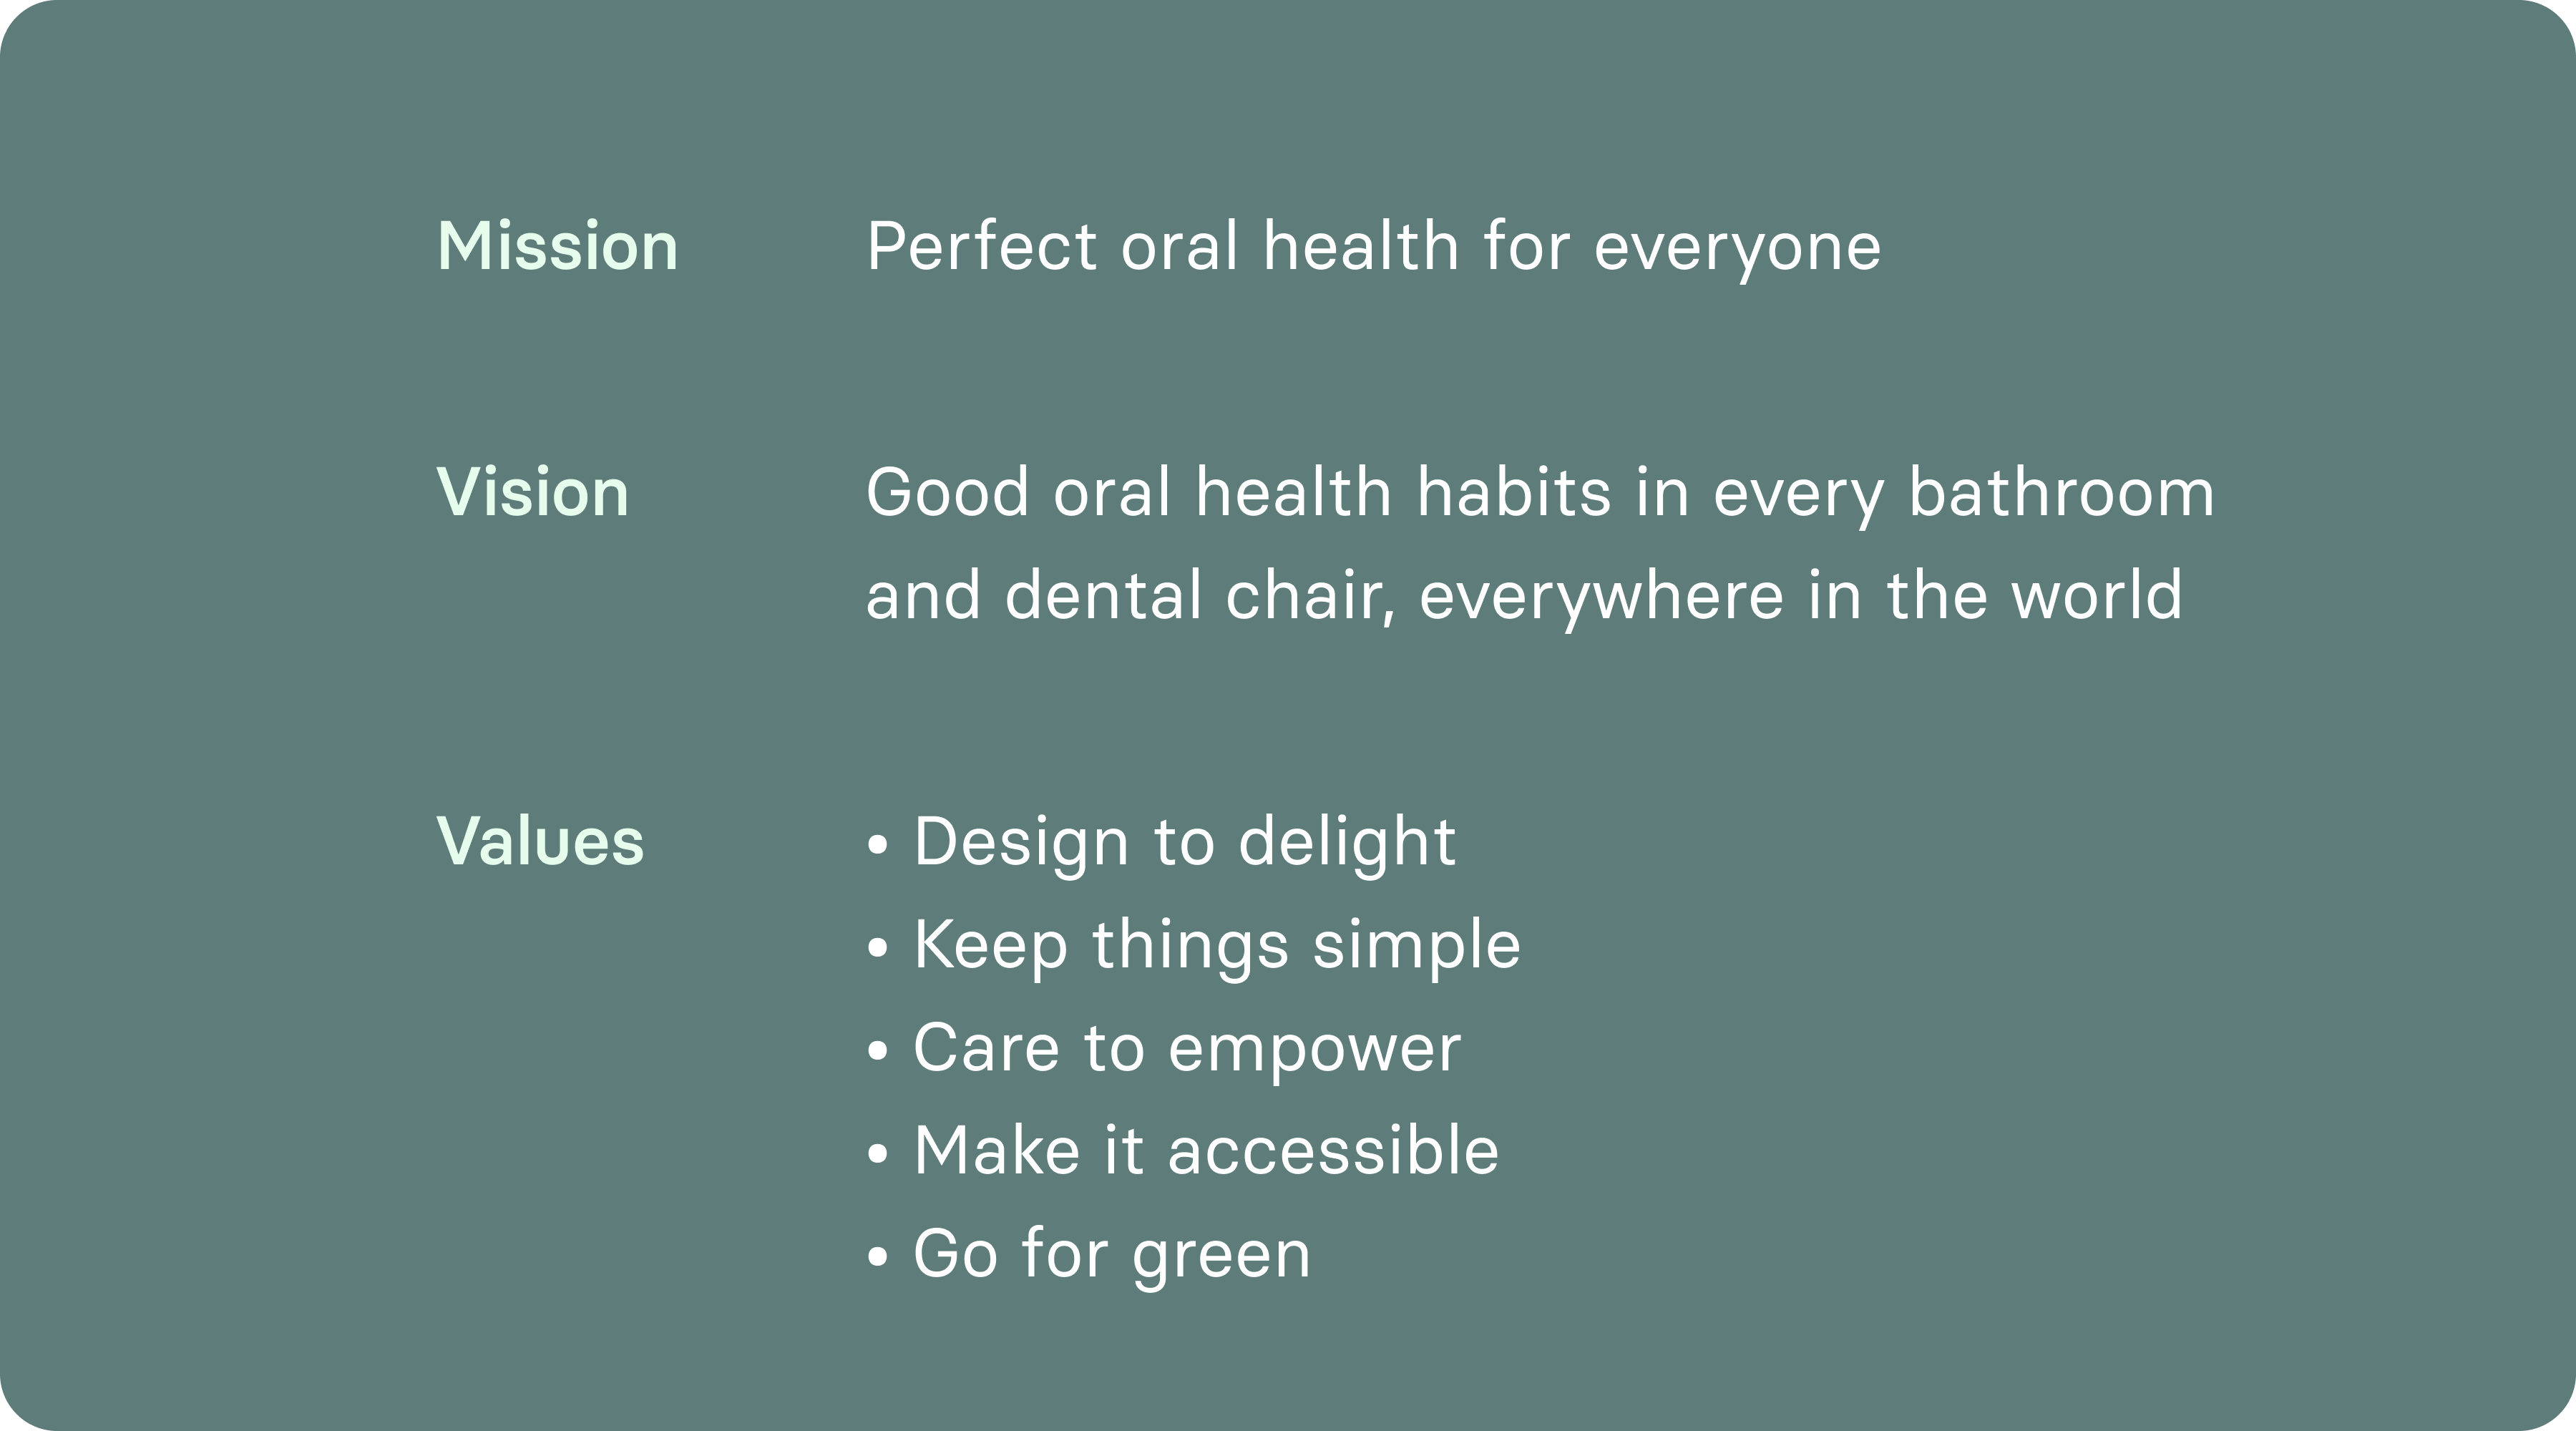 Mission
Perfect oral health for everyone
Vision
Good oral health habits in every bathroom
and dental chair, everywhere in the world
Values
• Design to delight
• Keep things simple
• Care to empower
• Make it accessible
• Go for green